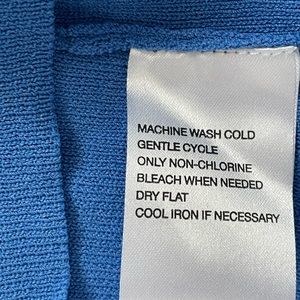 MACHINE WASH COLD
GENTLE CYCLE
ONLY NON-CHLORINE
BLEACH WHEN NEEDED
DRY FLAT
COOL IRON IF NECESSARY